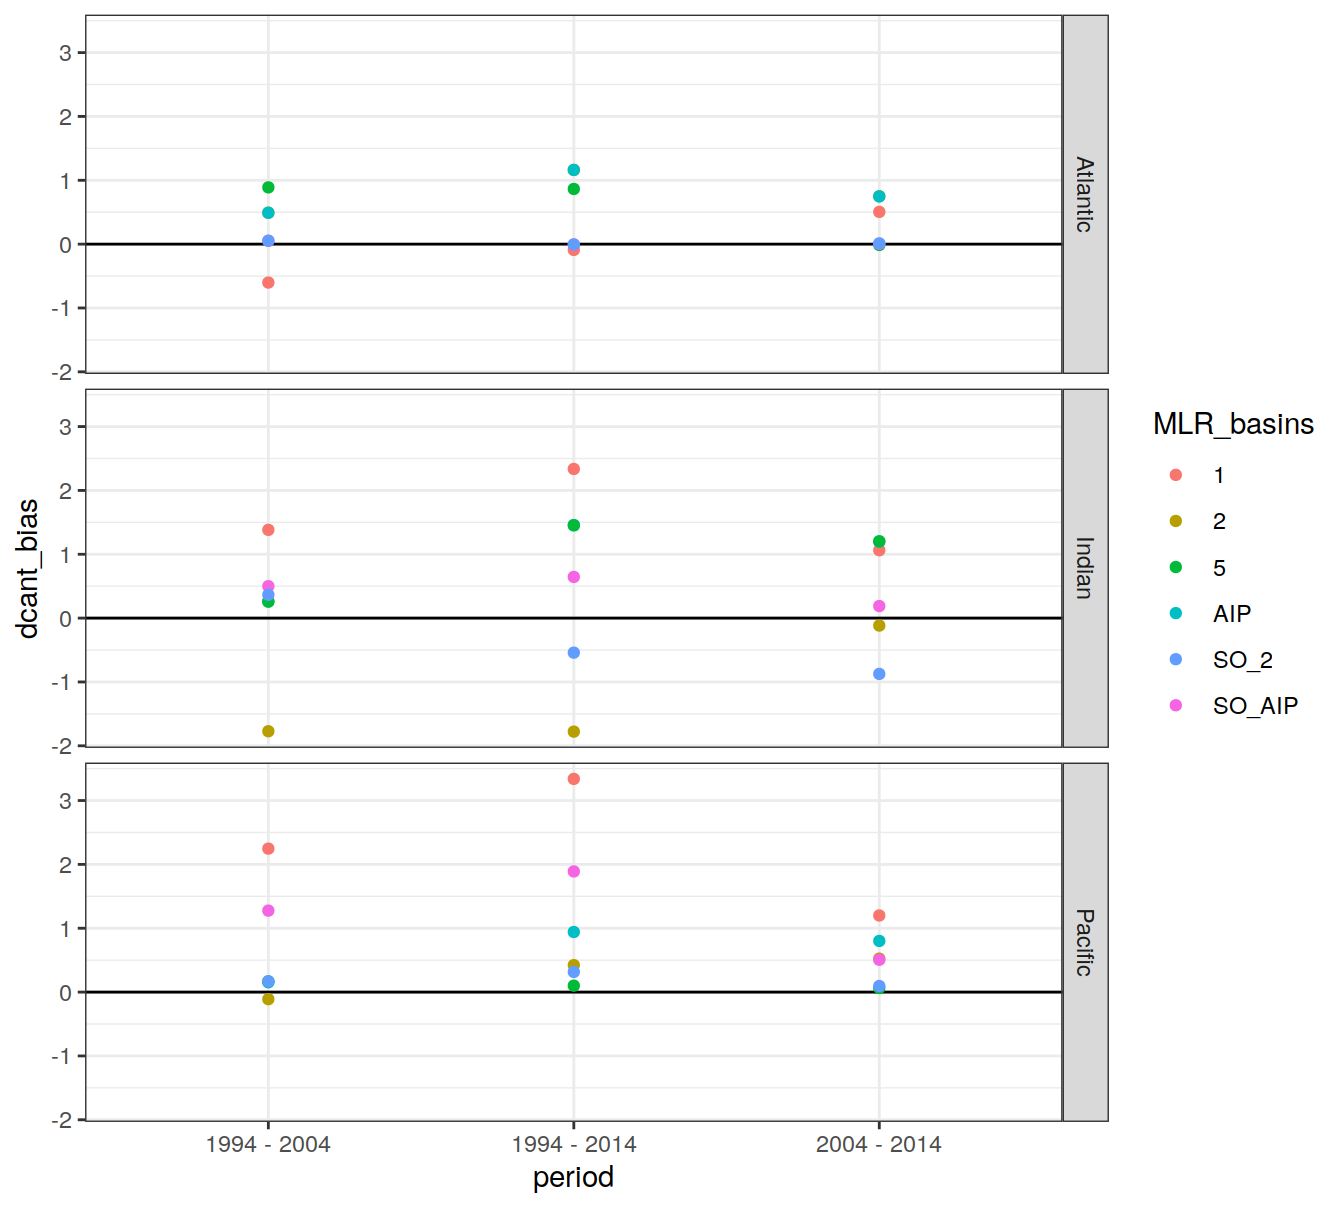 3
2
1
0
-1
-2
Atlantic
3
2
1
0
-1
-2
Indian
3
2
1
0
-1
-2
Pacific
dcant_bias
1994 - 2004
1994 - 2014
2004 - 2014
period
MLR_basins
1
2
5
AIP
SO_2
SO_AIP